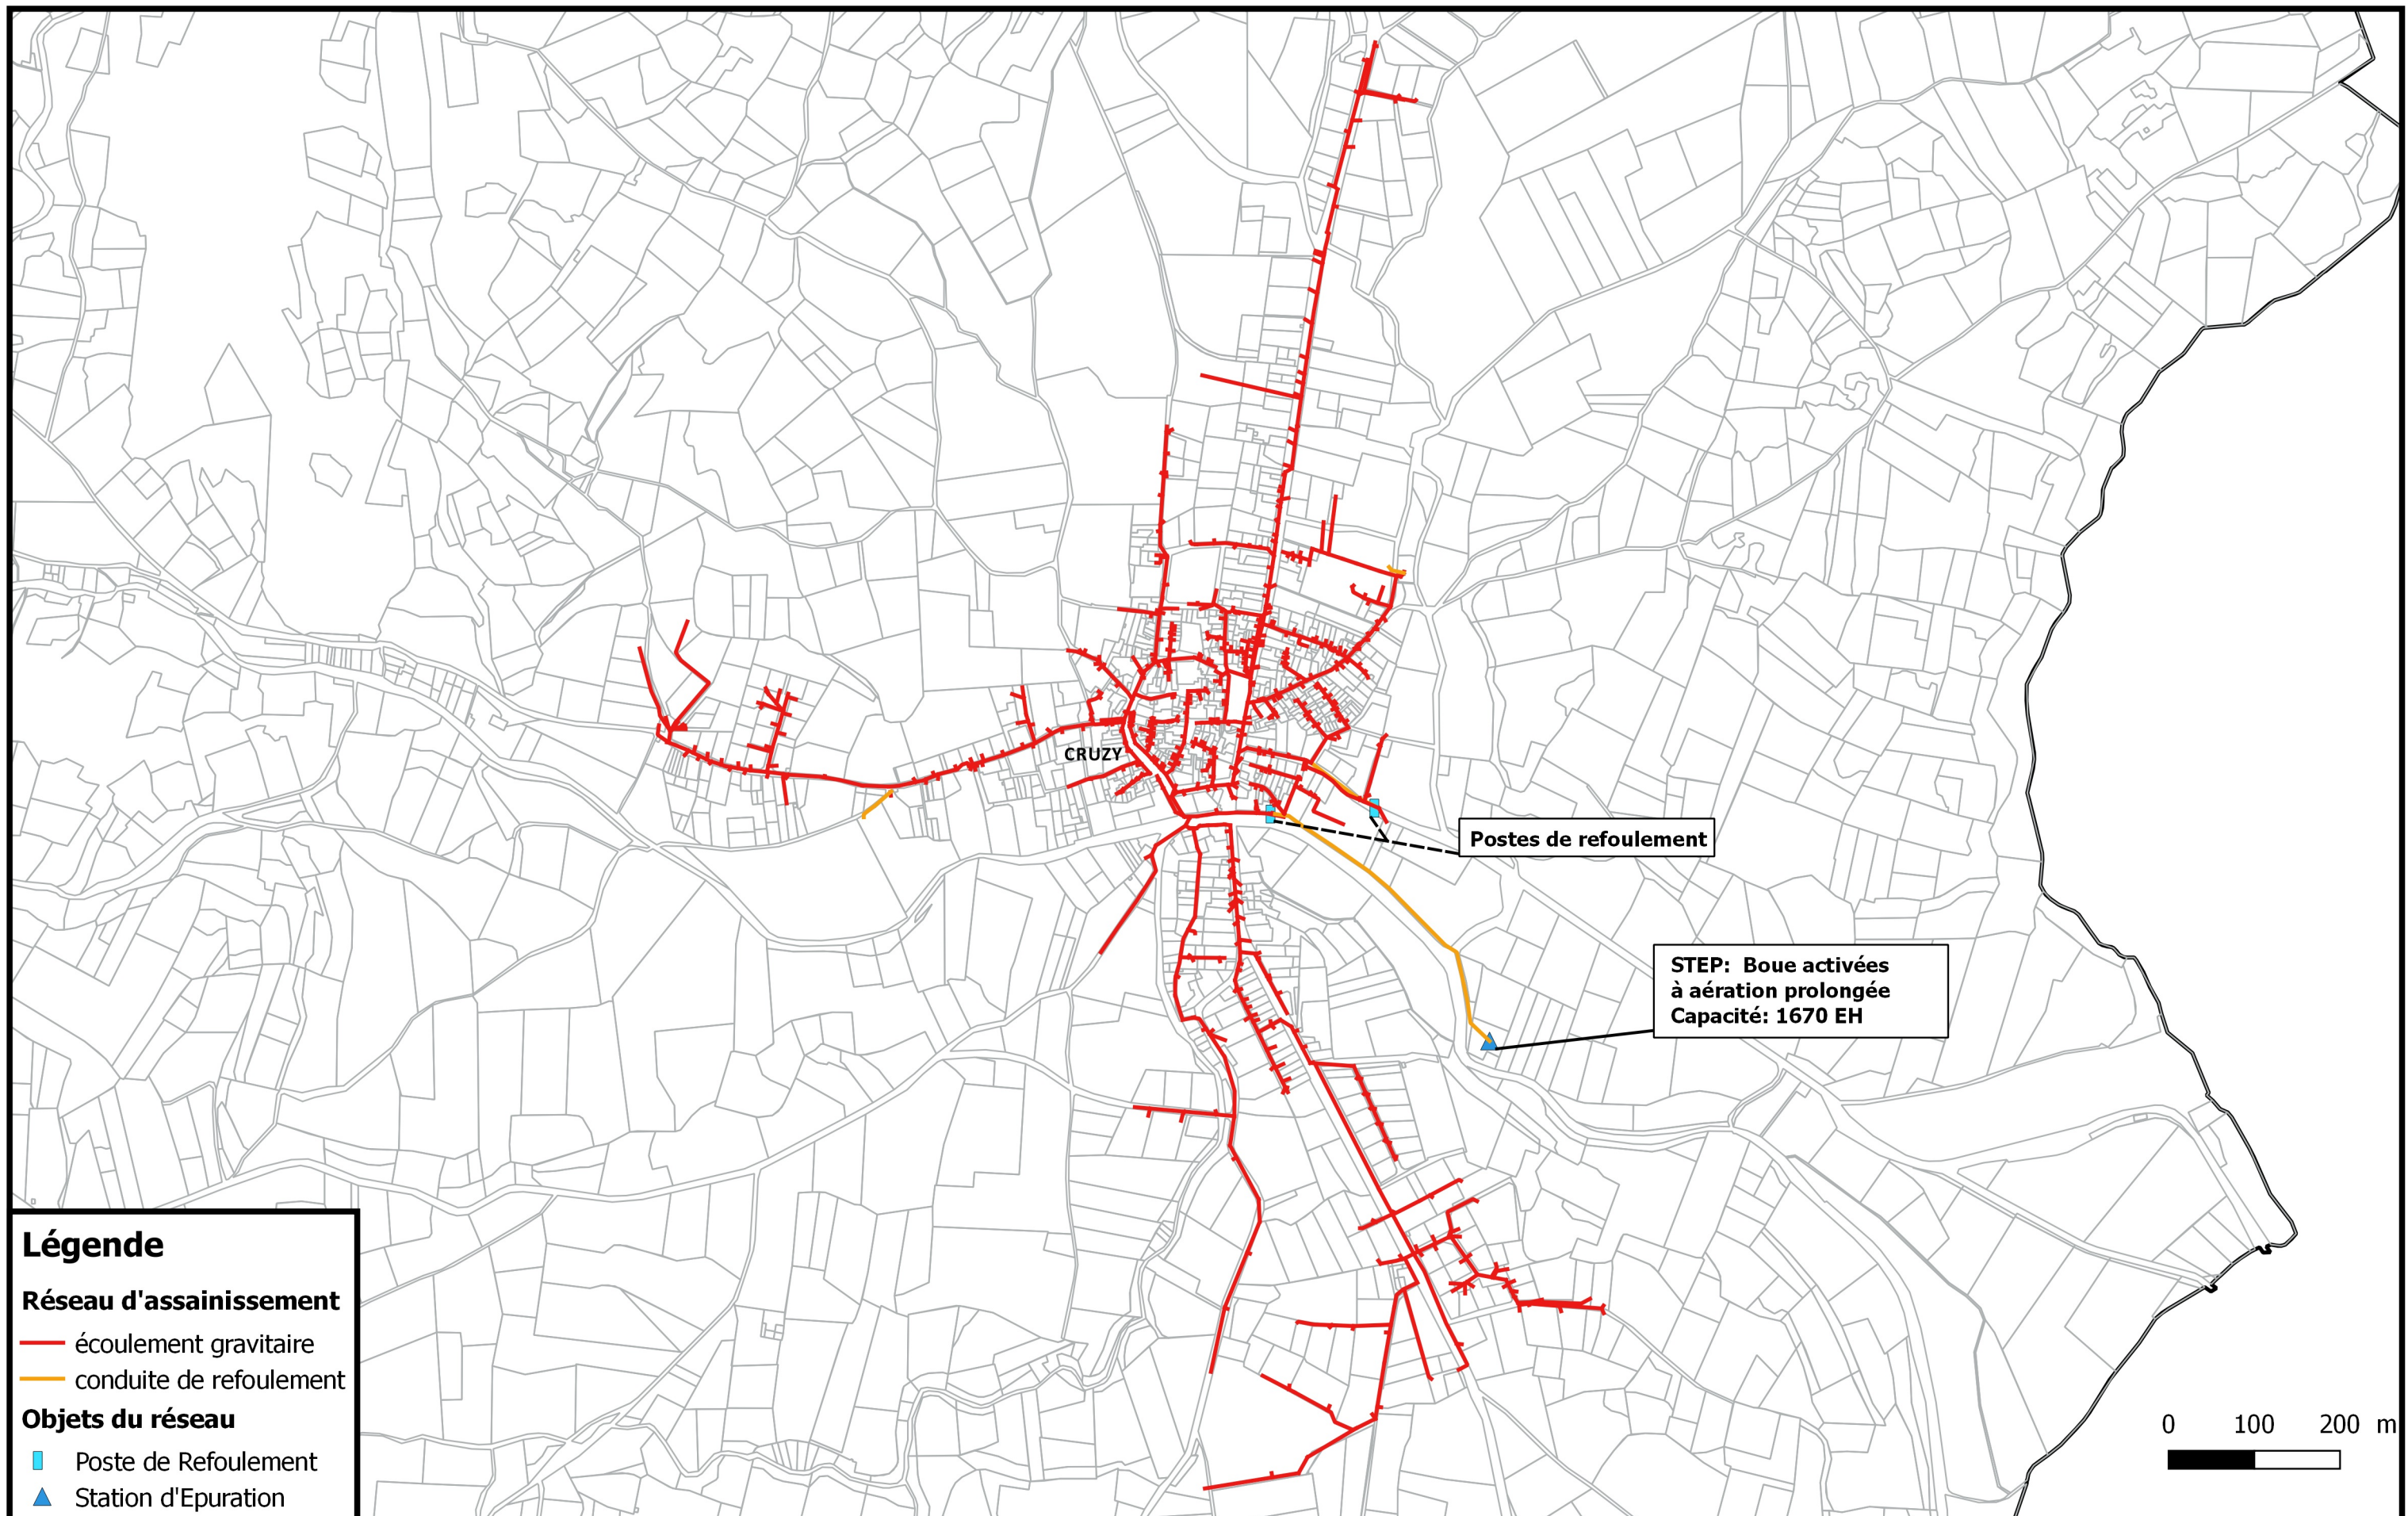 CRUZY
Postes de refoulement
STEP: Boue activées
à aération prolongée
Capacité: 1670 EH
Légende
Réseau d'assainissement
écoulement gravitaire
conduite de refoulement
Objets du réseau
Poste de Refoulement
Station d'Epuration
0 100 200 m